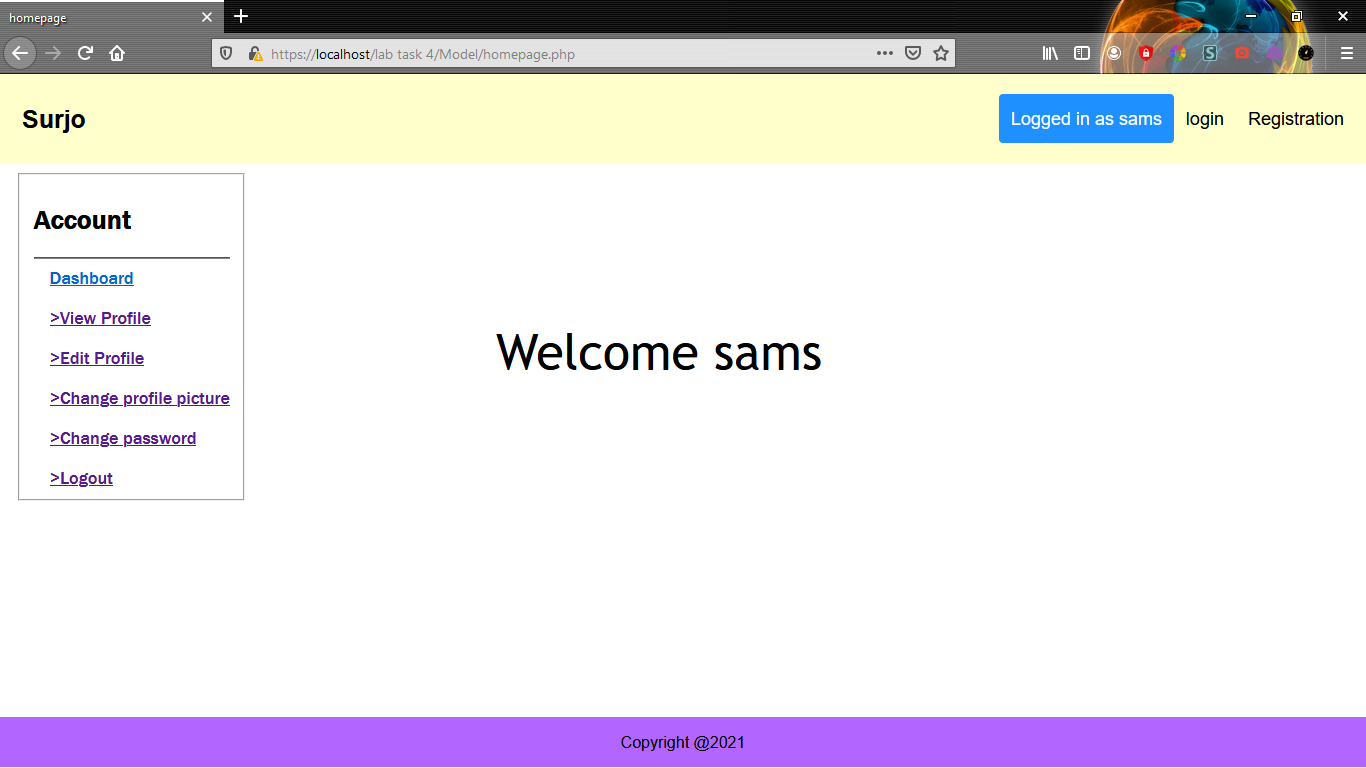 homepage
https://localhost/lab task 4/Model/homepage.php
Surjo
Logged in as sams
login
Registration
Account
Dashboard
>View Profile
>Edit Profile
>Change profile picture
>Change password
>Logout
Welcome sams
Copyright @2021